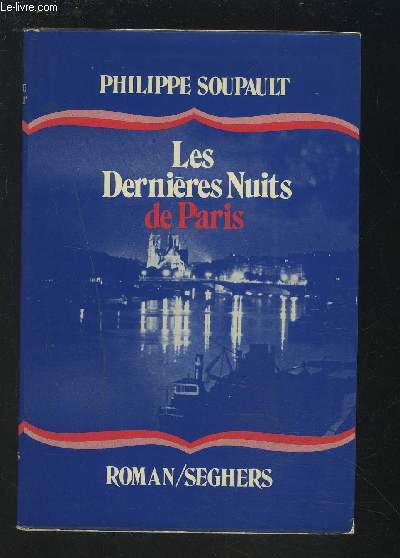 Le-livre.com
PHILIPPE SOUPAULT
Les
Dernières Nuits
de Paris
ROMAN/SEGHERS